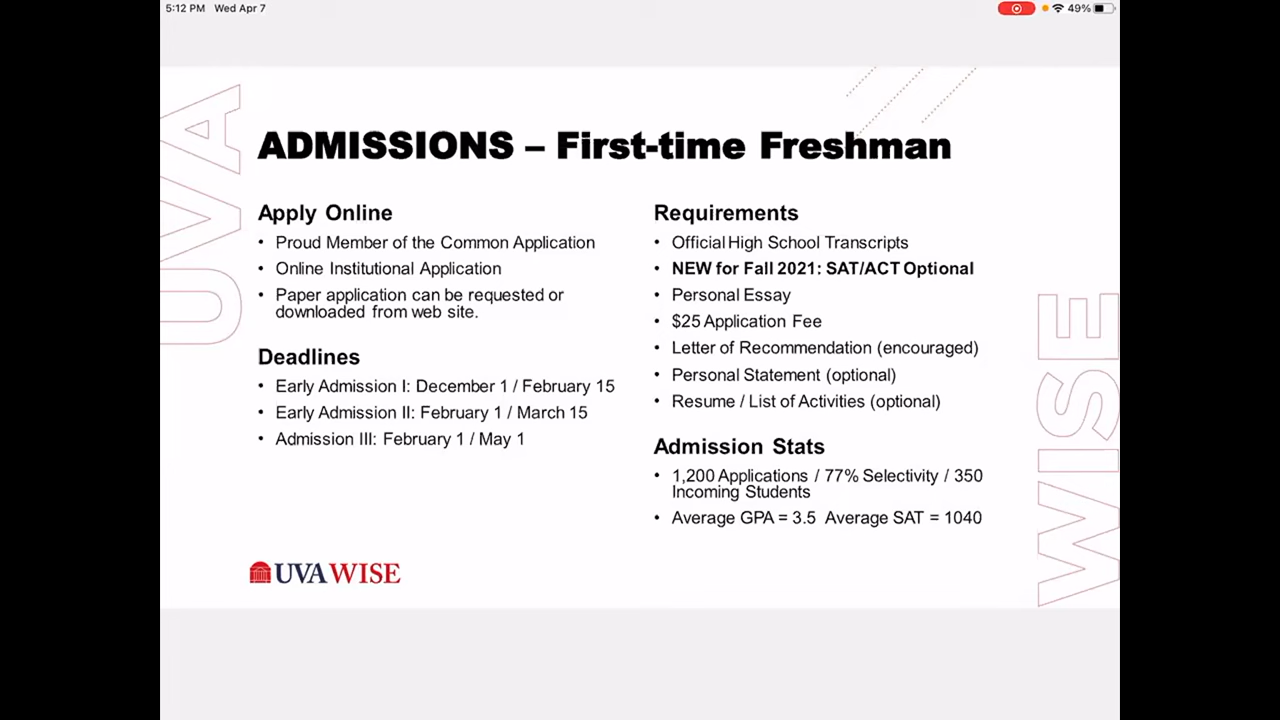 5:12 PM Wed Apr 7
49%
UVA
ADMISSIONS – First-time Freshman
Apply Online
• Proud Member of the Common Application
• Online Institutional Application
• Paper application can be requested or
downloaded from web site.
Deadlines
• Early Admission I: December 1 / February 15
• Early Admission II: February 1 / March 15
• Admission III: February 1 / May 1
Requirements
• Official High School Transcripts
• NEW for Fall 2021: SAT/ACT Optional
• Personal Essay
• $25 Application Fee
• Letter of Recommendation (encouraged)
• Personal Statement (optional)
• Resume / List of Activities (optional)
Admission Stats
• 1,200 Applications / 77% Selectivity / 350
Incoming Students
• Average GPA = 3.5 Average SAT = 1040
WISE
UVA WISE